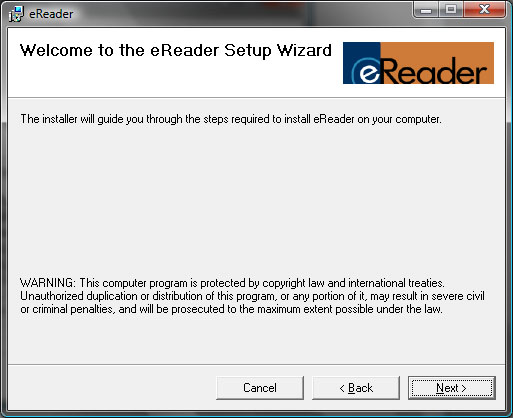 eReader
Welcome to the eReader Setup Wizard
eReader
The installer will guide you through the steps required to install eReader on your computer.
WARNING: This computer program is protected by copyright law and international treaties.
Unauthorized duplication or distribution of this program, or any portion of it, may result in severe civil
or criminal penalties, and will be prosecuted to the maximum extent possible under the law.
Cancel
< Back
Next >